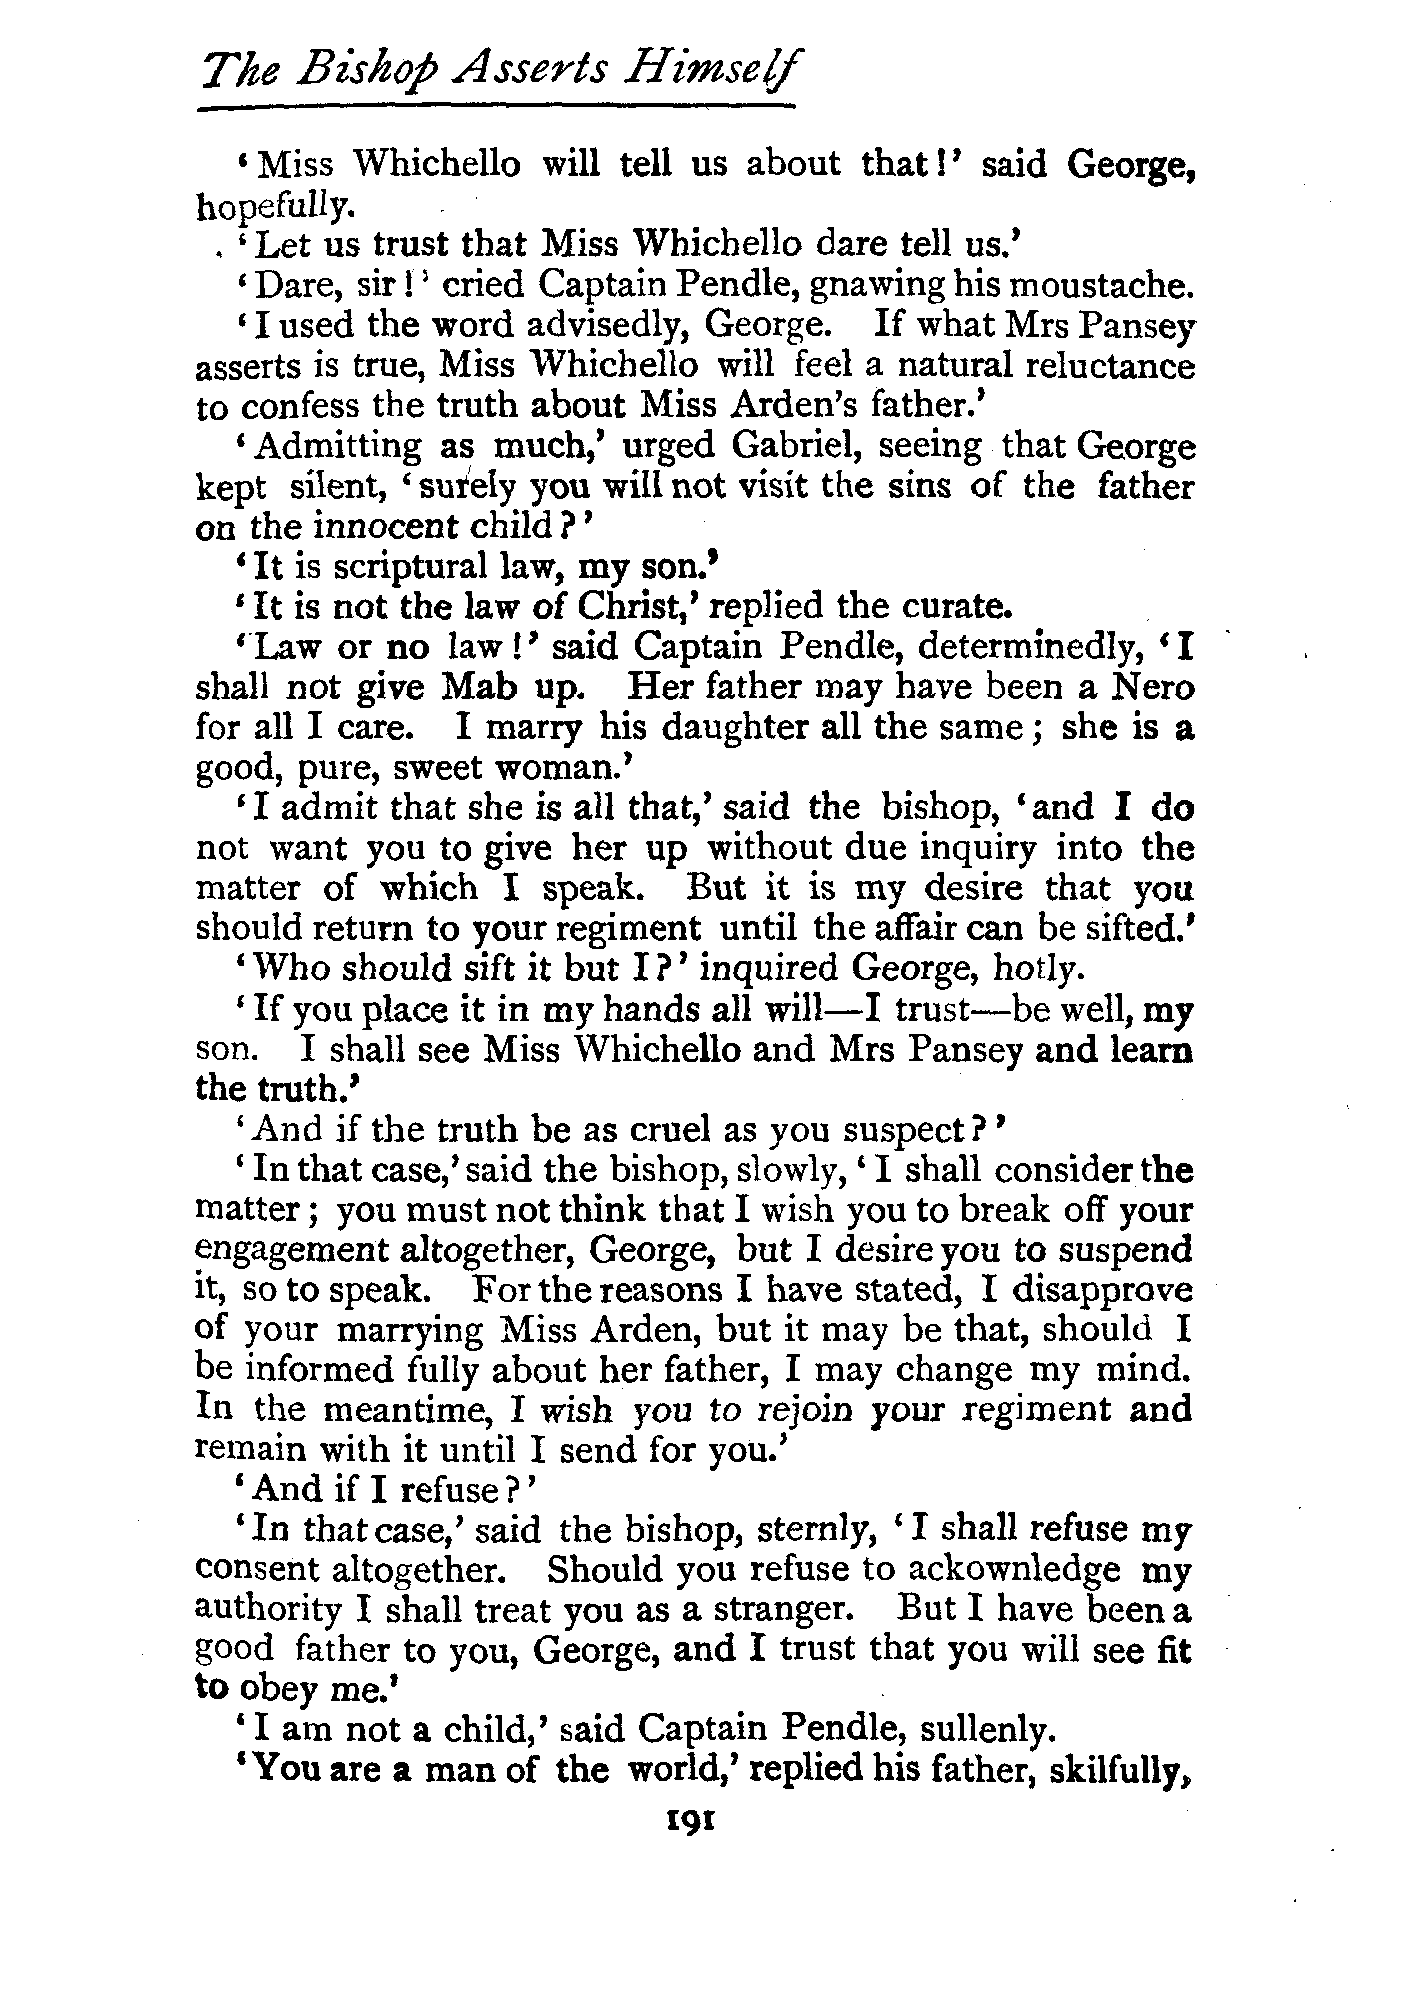 The Bishop Asserts Himself
‘Miss Whichello will tell us about that!’ said George,
hopefully.
‘Let us trust that Miss Whichello dare tell us.’
‘Dare, sir!’ cried Captain Pendle, gnawing his moustache.
‘I used the word advisedly, George. If what Mrs Pansey
asserts is true, Miss Whichello will feel a natural reluctance
to confess the truth about Miss Arden’s father.’
‘Admitting as much,’ urged Gabriel, seeing that George
kept silent, ‘surely you will not visit the sins of the father
on the innocent child?’
‘It is scriptural law, my son.’
‘It is not the law of Christ,’ replied the curate.
‘Law or no law!’ said Captain Pendle, determinedly, ‘I
shall not give Mab up. Her father may have been a Nero
for all I care. I marry his daughter all the same; she is a
good, pure, sweet woman.’
‘I admit that she is all that,’ said the bishop, ‘and I do
not want you to give her up without due inquiry into the
matter of which I speak. But it is my desire that you
should return to your regiment until the affair can be sifted.’
‘Who should sift it but I?’ inquired George, hotly.
‘If you place it in my hands all will—I trust—be well, my
son. I shall see Miss Whichello and Mrs Pansey and learn
the truth.’
‘And if the truth be as cruel as you suspect?’
‘In that case,’ said the bishop, slowly, ‘I shall consider the
matter; you must not think that I wish you to break off your
engagement altogether, George, but I desire you to suspend
it, so to speak. For the reasons I have stated, I disapprove
of your marrying Miss Arden, but it may be that, should I
be informed fully about her father, I may change my mind.
In the meantime, I wish you to rejoin your regiment and
remain with it until I send for you.’
‘And if I refuse?’
‘In that case,’ said the bishop, sternly, ‘I shall refuse my
consent altogether. Should you refuse to ackownledge my
authority I shall treat you as a stranger. But I have been a
good father to you, George, and I trust that you will see fit
to obey me.’
‘I am not a child,’ said Captain Pendle, sullenly.
‘You are a man of the world,’ replied his father, skilfully,
191